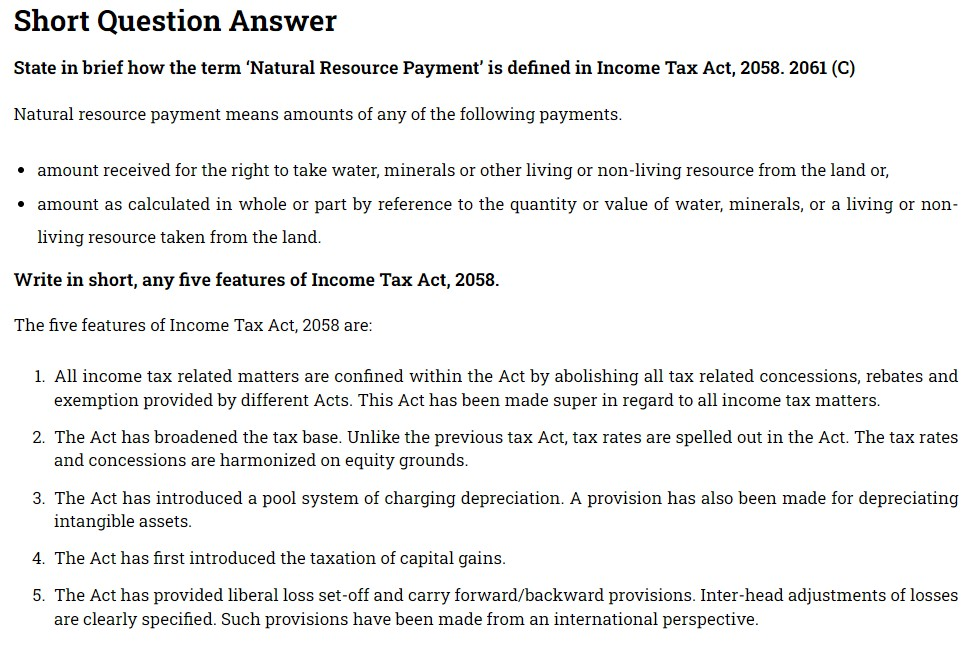 Short Question Answer
State in brief how the term ‘Natural Resource Payment’ is defined in Income Tax Act, 2058. 2061 (C)
Natural resource payment means amounts of any of the following payments.
• amount received for the right to take water, minerals or other living or non-living resource from the land or,
• amount as calculated in whole or part by reference to the quantity or value of water, minerals, or a living or non-
living resource taken from the land.
Write in short, any five features of Income Tax Act, 2058.
The five features of Income Tax Act, 2058 are:
1. All income tax related matters are confined within the Act by abolishing all tax related concessions, rebates and
exemption provided by different Acts. This Act has been made super in regard to all income tax matters.
2. The Act has broadened the tax base. Unlike the previous tax Act, tax rates are spelled out in the Act. The tax rates
and concessions are harmonized on equity grounds.
3. The Act has introduced a pool system of charging depreciation. A provision has also been made for depreciating
intangible assets.
4. The Act has first introduced the taxation of capital gains.
5. The Act has provided liberal loss set-off and carry forward/backward provisions. Inter-head adjustments of losses
are clearly specified. Such provisions have been made from an international perspective.